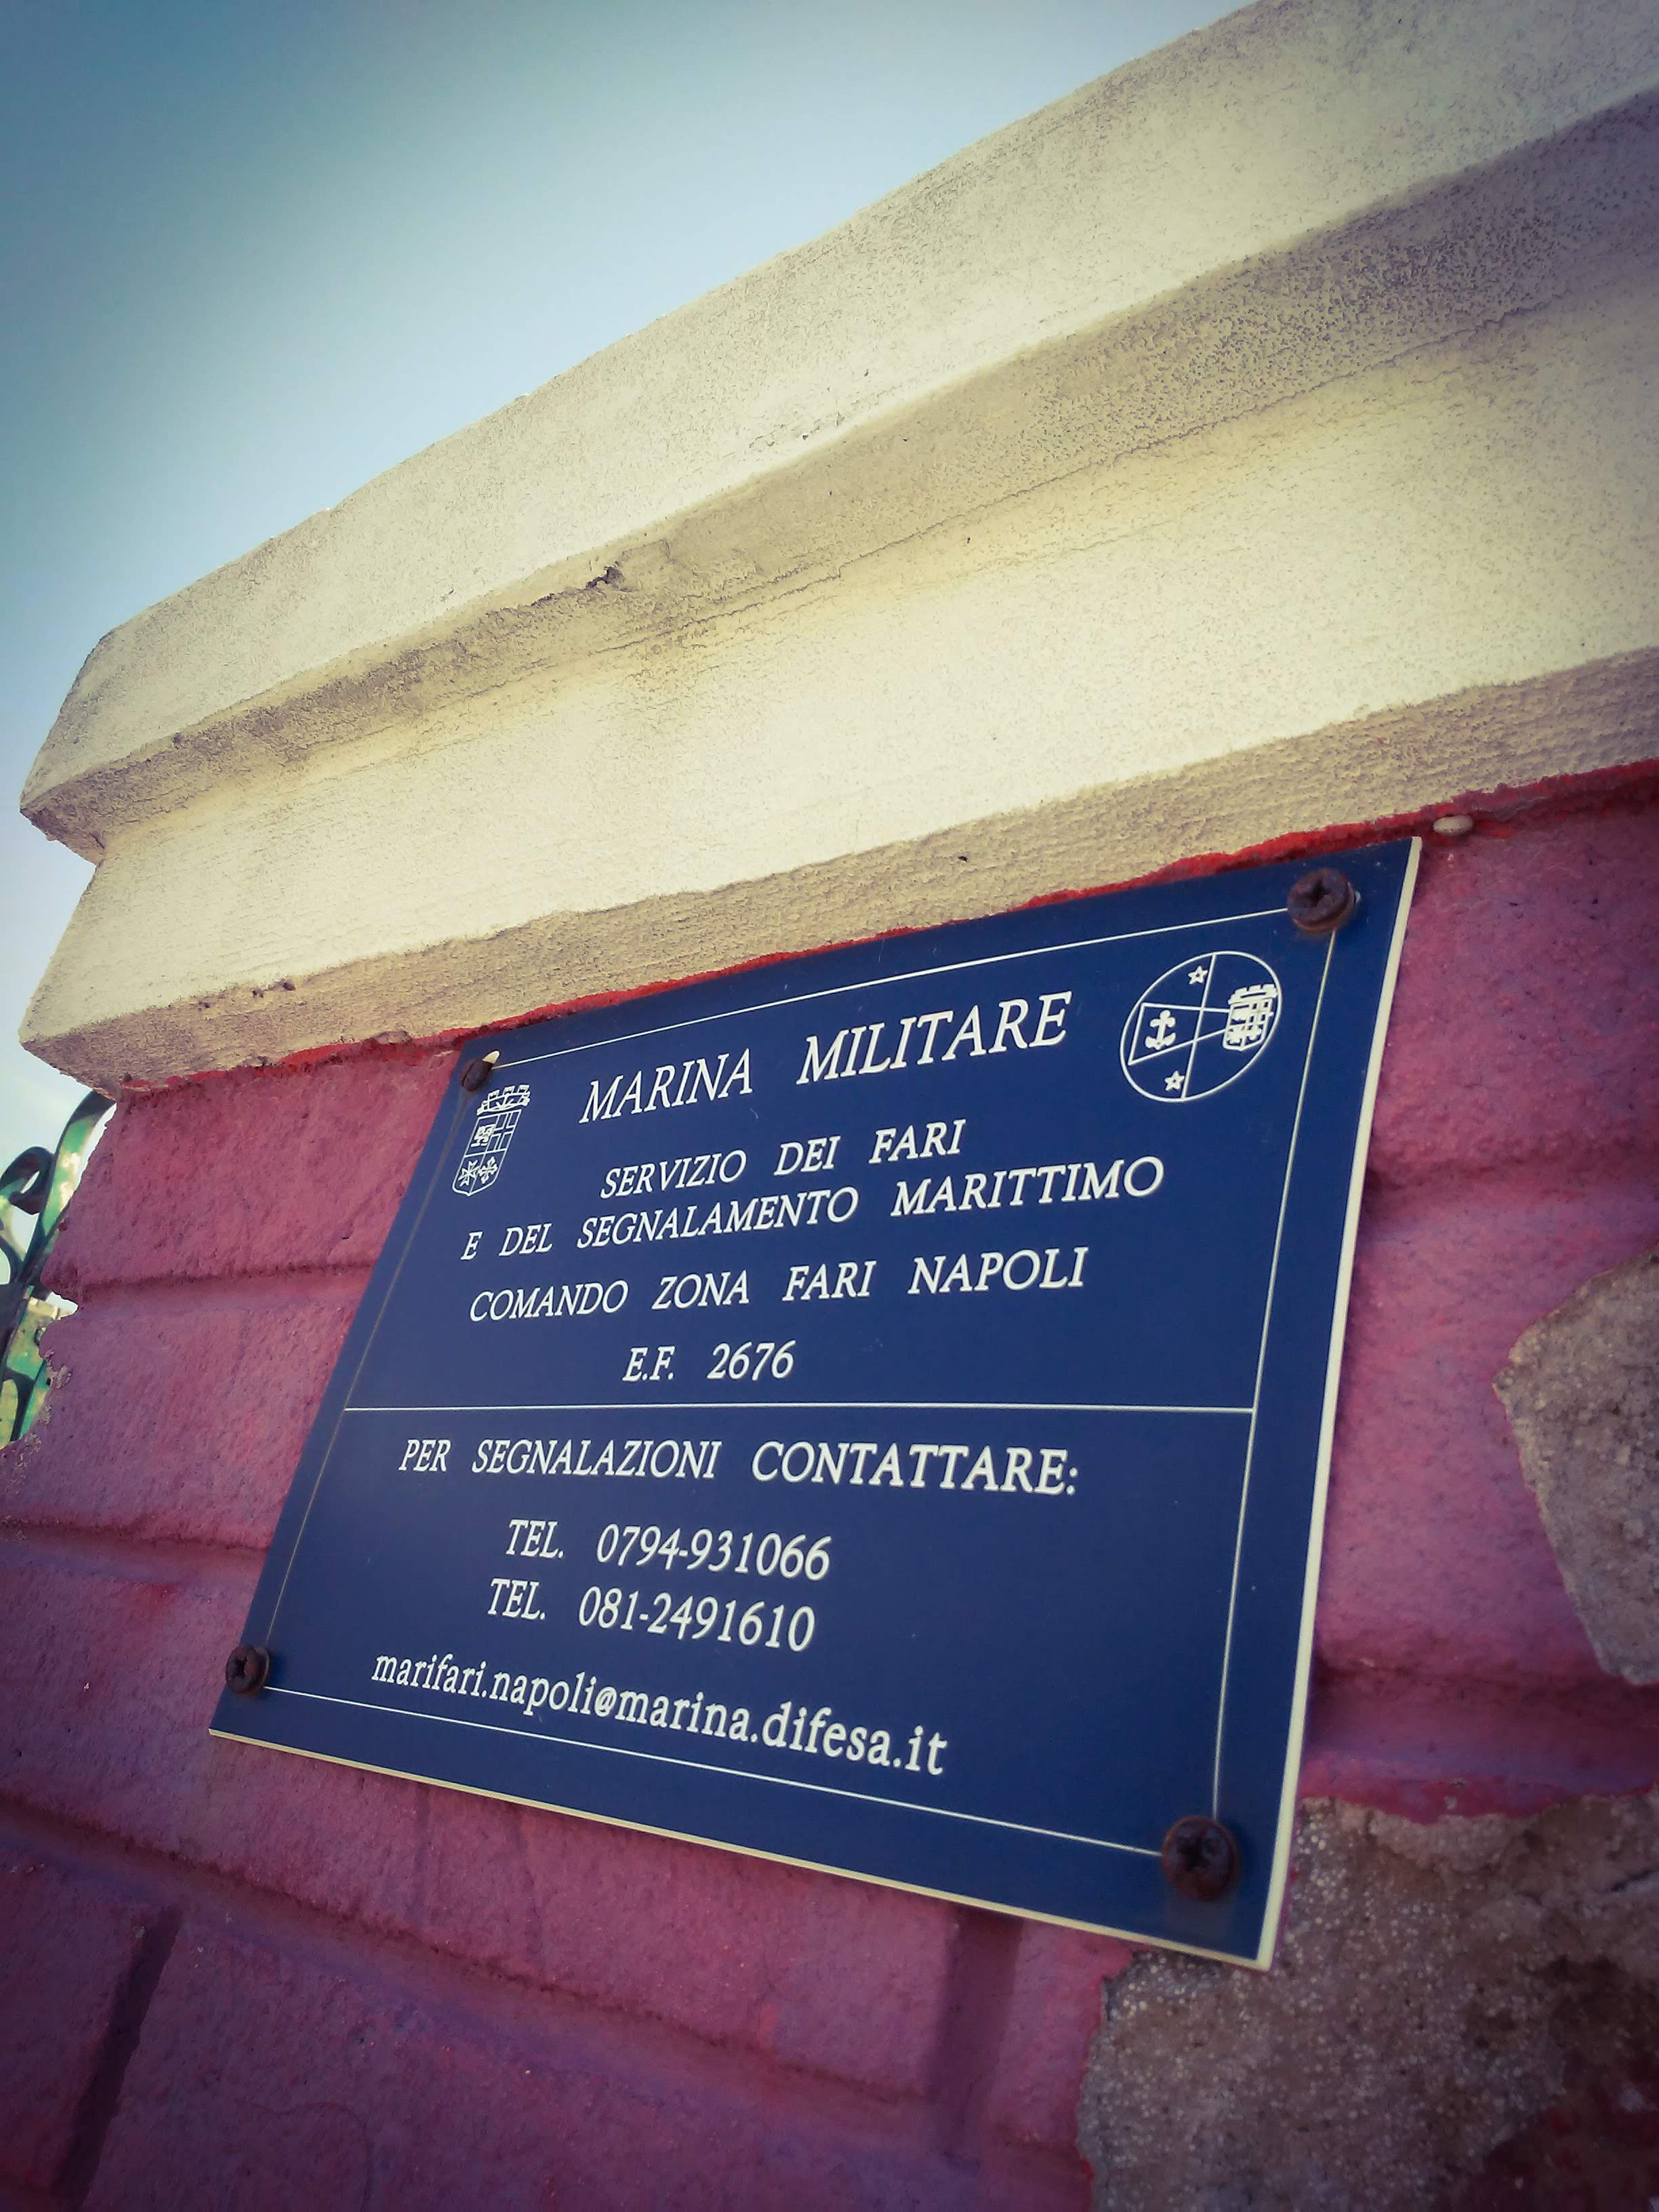 MARINA MILITARE
SERVIZIO DEI FARI
E DEL SEGNALAMENTO MARITTIMO
COMANDO ZONA FARI NAPOLI
E.F. 2676
PER SEGNALAZIONI CONTATTARE:
TEL. 0794-931066
TEL. 081-2491610
marifari.napoli@marina.difesa.it